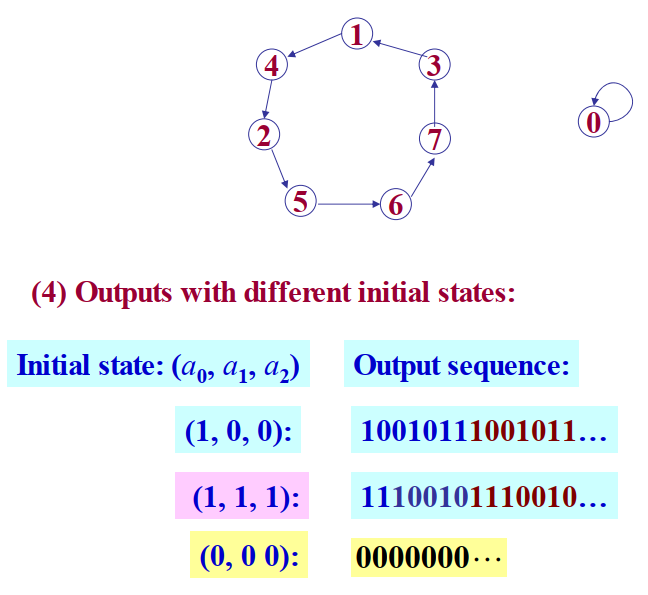 1
4
3
0
2
7
5
6
(4) Outputs with different initial states:
Initial state: (a₀, a₁, a₂) Output sequence:
(1, 0, 0): 10010111001011…
(1, 1, 1): 11100101110010…
(0, 0 0): 0000000⋯